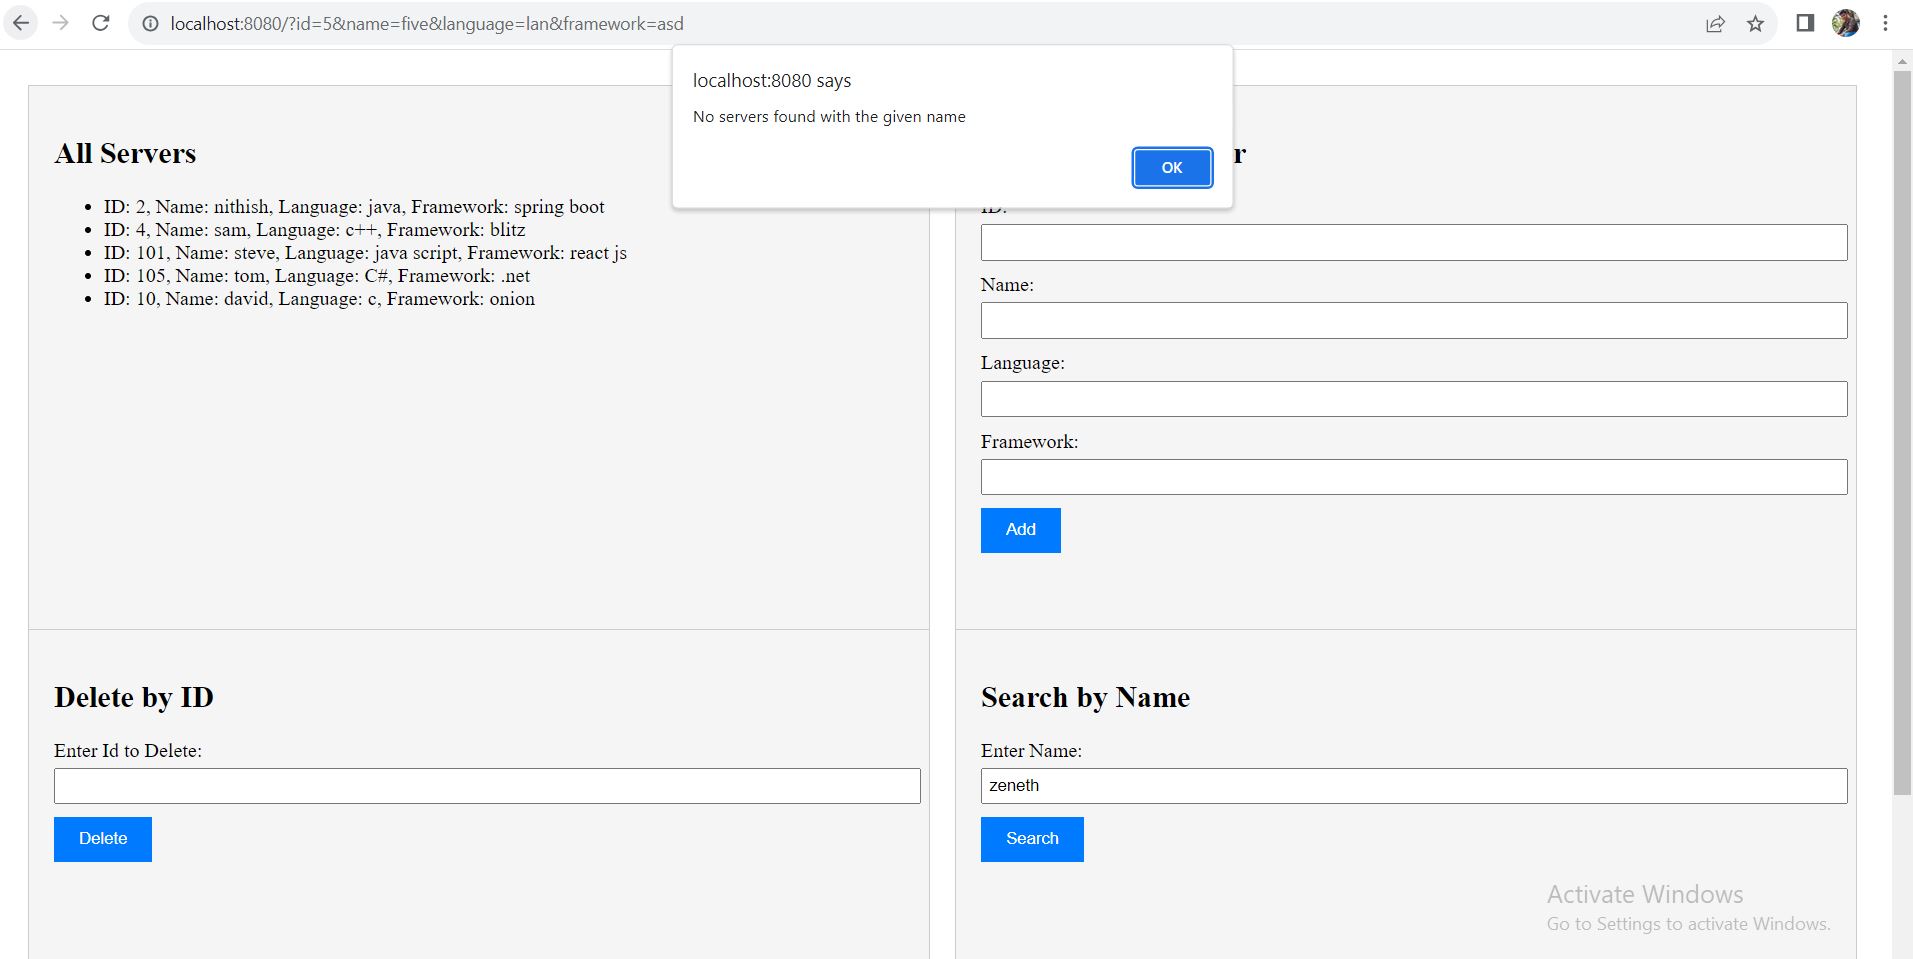 localhost:8080/?id=5&name=five&language=lan&framework=asd
localhost:8080 says
No servers found with the given name
OK
All Servers
ID: 2, Name: nithish, Language: java, Framework: spring boot
ID: 4, Name: sam, Language: c++, Framework: blitz
ID: 101, Name: steve, Language: java script, Framework: react js
ID: 105, Name: tom, Language: C#, Framework: .net
ID: 10, Name: david, Language: c, Framework: onion
r
ID:
Name:
Language:
Framework:
Add
Delete by ID
Enter Id to Delete:
Delete
Search by Name
Enter Name:
zeneth
Search
Activate Windows
Go to Settings to activate Windows.